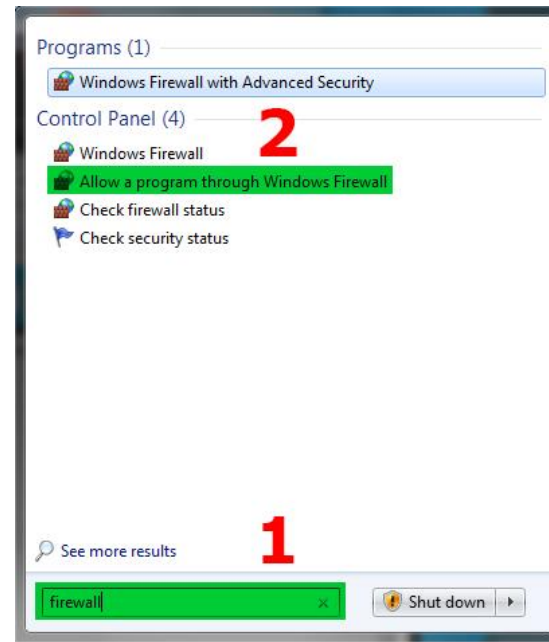 Programs (1)
Windows Firewall with Advanced Security
Control Panel (4)
2
Windows Firewall
Allow a program through Windows Firewall
Check firewall status
Check security status
See more results
1
firewall
Shut down